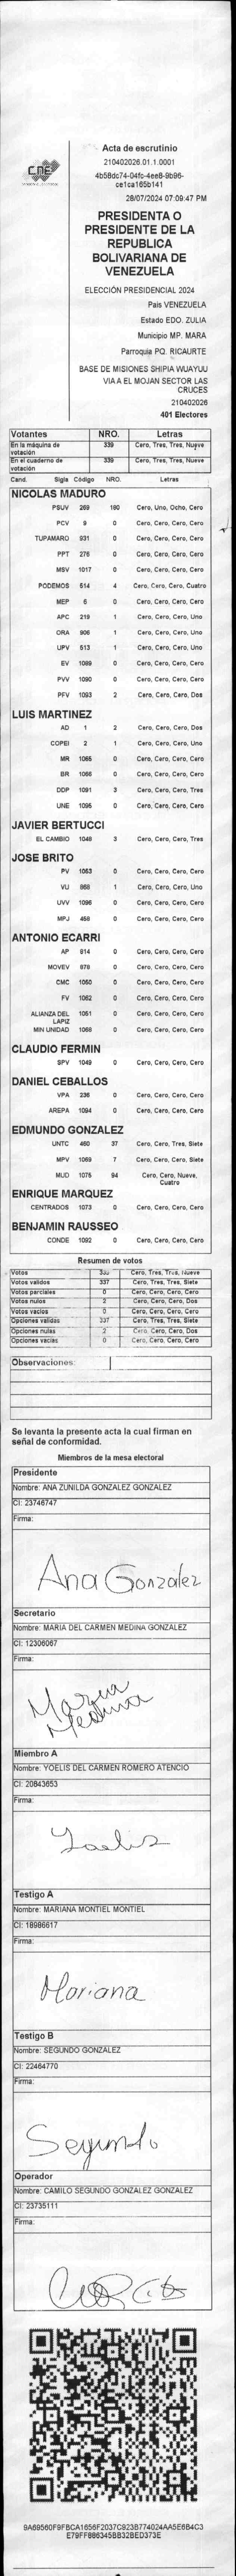 CNE
Acta de escrutinio
210402026.01.1.0001
4b58dc74-04fc-4ee8-9b96-
ce1ca165b141
28/07/2024 07:09:47 PM
PRESIDENTA O
PRESIDENTE DE LA
REPUBLICA
BOLIVARIANA DE
VENEZUELA
ELECCIÓN PRESIDENCIAL 2024
Pais VENEZUELA
Estado EDO. ZULIA
Municipio MP. MARA
Parroquia PQ. RICAURTE
BASE DE MISIONES SHIPIA WUAYUU
VIA A EL MOJAN SECTOR LAS
CRUCES
210402026
401 Electores
Votantes NRO. Letras
En la máquina de votación 339 Cero, Tres, Tres, Nueve
En el cuaderno de votación 339 Cero, Tres, Tres, Nueve
Cand. Sigla Código NRO. Letras
NICOLAS MADURO
PSUV 269 180 Cero, Uno, Ocho, Cero
PCV 9 0 Cero, Cero, Cero, Cero
TUPAMARO 931 0 Cero, Cero, Cero, Cero
PPT 276 0 Cero, Cero, Cero, Cero
MSV 1017 0 Cero, Cero, Cero, Cero
PODEMOS 514 4 Cero, Cero, Cero, Cuatro
MEP 6 0 Cero, Cero, Cero, Cero
APC 219 1 Cero, Cero, Cero, Uno
ORA 906 1 Cero, Cero, Cero, Uno
UPV 513 1 Cero, Cero, Cero, Uno
EV 1089 0 Cero, Cero, Cero, Cero
PVV 1090 0 Cero, Cero, Cero, Cero
PFV 1093 2 Cero, Cero, Cero, Dos
LUIS MARTINEZ
AD 1 2 Cero, Cero, Cero, Dos
COPEI 2 1 Cero, Cero, Cero, Uno
MR 1065 0 Cero, Cero, Cero, Cero
BR 1066 0 Cero, Cero, Cero, Cero
DDP 1091 3 Cero, Cero, Cero, Tres
UNE 1095 0 Cero, Cero, Cero, Cero
JAVIER BERTUCCI
EL CAMBIO 1048 3 Cero, Cero, Cero, Tres
JOSE BRITO
PV 1053 0 Cero, Cero, Cero, Cero
VU 868 1 Cero, Cero, Cero, Uno
UVV 1096 0 Cero, Cero, Cero, Cero
MPJ 458 0 Cero, Cero, Cero, Cero
ANTONIO ECARRI
AP 814 0 Cero, Cero, Cero, Cero
MOVEV 878 0 Cero, Cero, Cero, Cero
CMC 1050 0 Cero, Cero, Cero, Cero
FV 1052 0 Cero, Cero, Cero, Cero
ALIANZA DEL LAPIZ 1051 0 Cero, Cero, Cero, Cero
MIN UNIDAD 1068 0 Cero, Cero, Cero, Cero
CLAUDIO FERMIN
SPV 1049 0 Cero, Cero, Cero, Cero
DANIEL CEBALLOS
VPA 236 0 Cero, Cero, Cero, Cero
AREPA 1094 0 Cero, Cero, Cero, Cero
EDMUNDO GONZALEZ
UNTC 460 37 Cero, Cero, Tres, Siete
MPV 1069 7 Cero, Cero, Cero, Siete
MUD 1075 94 Cero, Cero, Nueve, Cuatro
ENRIQUE MARQUEZ
CENTRADOS 1073 0 Cero, Cero, Cero, Cero
BENJAMIN RAUSSEO
CONDE 1092 0 Cero, Cero, Cero, Cero
Resumen de votos
Votos 339 Cero, Tres, Tres, Nueve
Votos validos 337 Cero, Tres, Tres, Siete
Votos parciales 0 Cero, Cero, Cero, Cero
Votos nulos 2 Cero, Cero, Cero, Dos
Votos vacios 0 Cero, Cero, Cero, Cero
Opciones validas 337 Cero, Tres, Tres, Siete
Opciones nulas 2 Cero, Cero, Cero, Dos
Opciones vacias 0 Cero, Cero, Cero, Cero
Observaciones:
Se levanta la presente acta la cual firman en
señal de conformidad.
Miembros de la mesa electoral
Presidente
Nombre: ANA ZUNILDA GONZALEZ GONZALEZ
CI: 23746747
Firma:
Ana González
Secretario
Nombre: MARIA DEL CARMEN MEDINA GONZALEZ
CI: 12306067
Firma:
Maria
Medina
Miembro A
Nombre: YOELIS DEL CARMEN ROMERO ATENCIO
CI: 20843653
Firma:
Yoelis
Testigo A
Nombre: MARIANA MONTIEL MONTIEL
CI: 18986617
Firma:
Mariana
Testigo B
Nombre: SEGUNDO GONZALEZ
CI: 22464770
Firma:
Segundo
Operador
Nombre: CAMILO SEGUNDO GONZALEZ GONZALEZ
CI: 23735111
Firma:
9A69560F9FBCA1656F2037C923B774024AA5E6B4C3
E79FF886345BB32BED373E